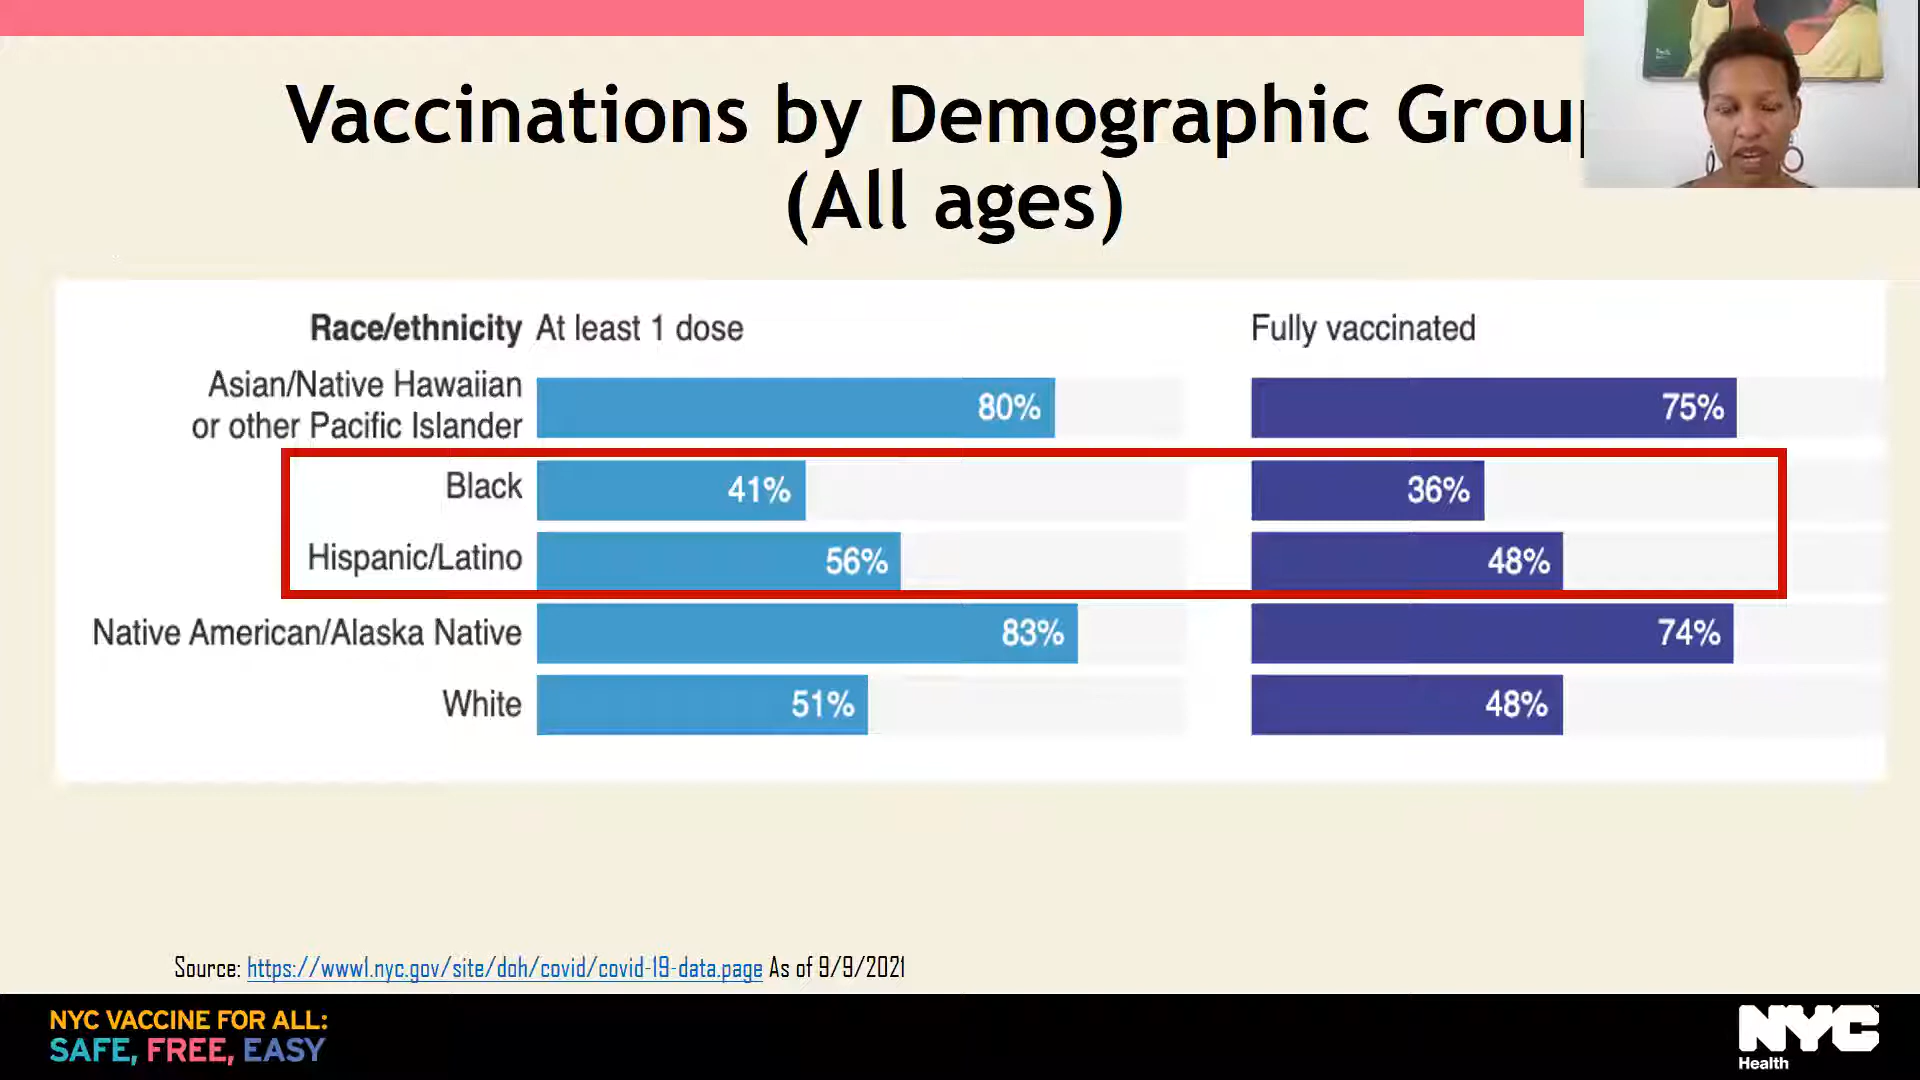 Vaccinations by Demographic Grou
(All ages)
Race/ethnicity At least 1 dose Fully vaccinated
Asian/Native Hawaiian
or other Pacific Islander 80% 75%
Black 41% 36%
Hispanic/Latino 56% 48%
Native American/Alaska Native 83% 74%
White 51% 48%
Source: https://www1.nyc.gov/site/doh/covid/covid-19-data.page As of 9/9/2021
NYC VACCINE FOR ALL:
SAFE, FREE, EASY
NYC
Health